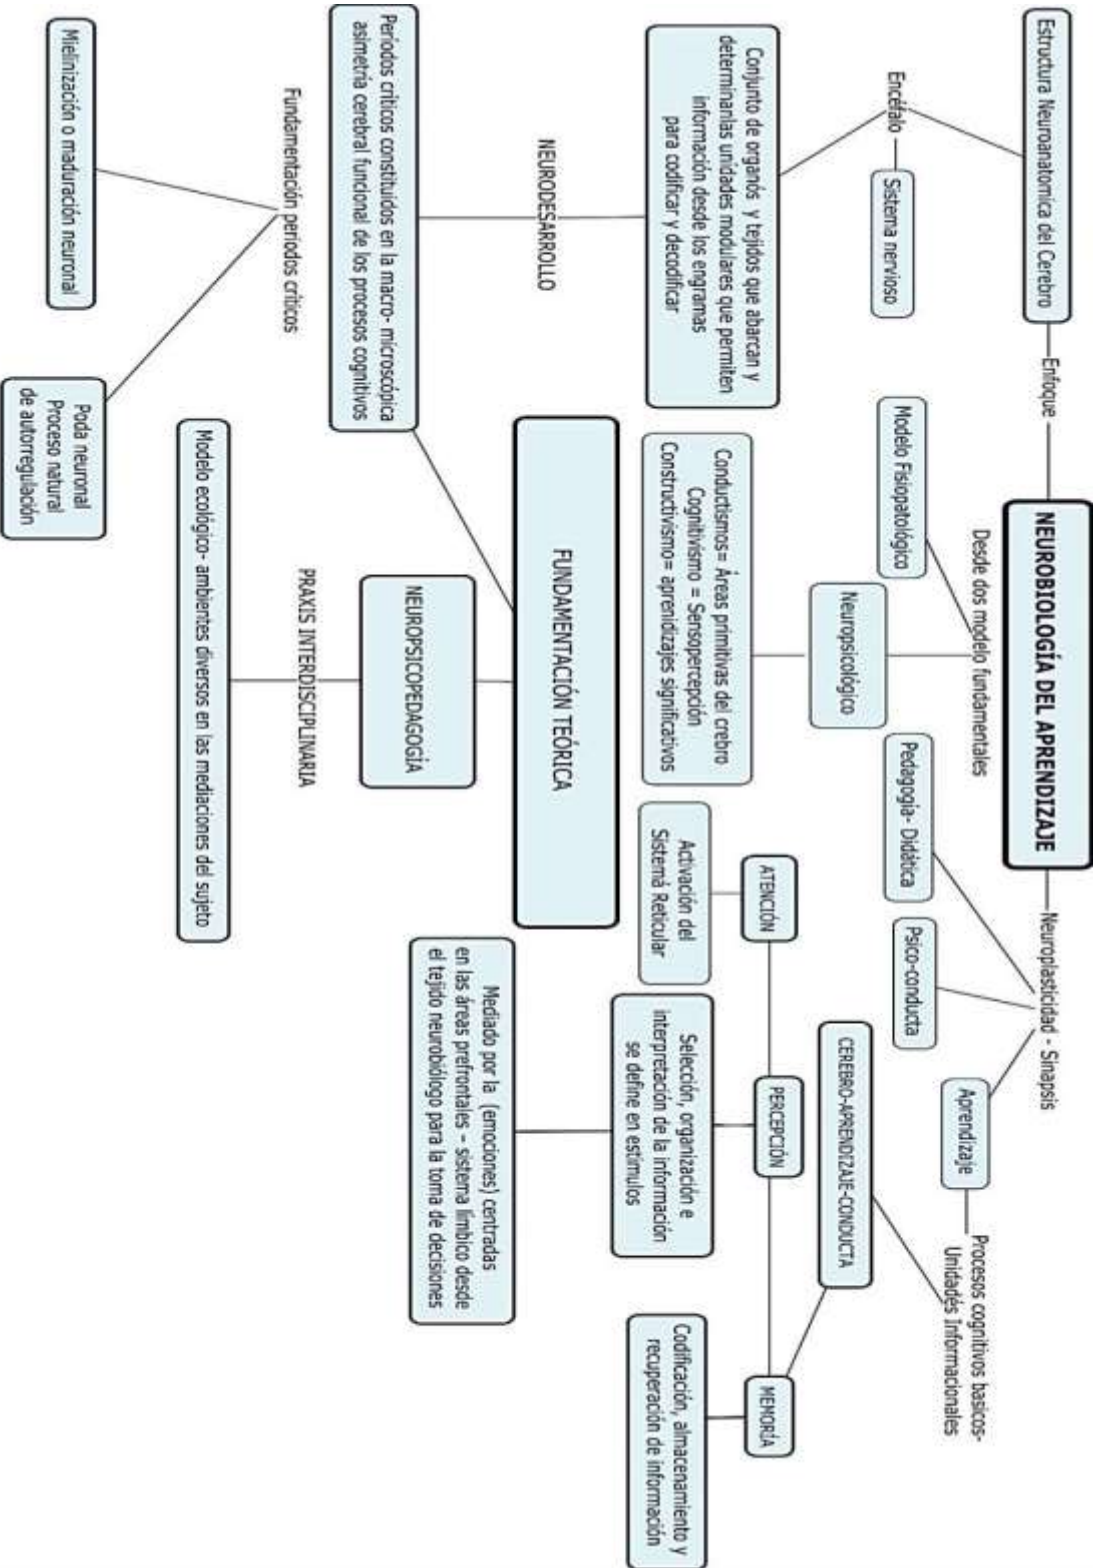 NEUROBIOLOGÍA DEL APRENDIZAJE
Enfoque
Estructura Neuroanatomica del Cerebro
Encéfalo
Sistema nervioso
Conjunto de organós y tejidos que abarcan y
determinanlas unidades modulares que permiten
información desde los engramas
para codificar y decodificar
NEURODESARROLLO
Períodos críticos constituidos en la macro- microscópica
asimetría cerebral funcional de los procesos cognitivos
Fundamentación períodos críticos
Mielinización o maduración neuronal
Poda neuronal
Proceso natural
de autorregulación
Desde dos modelo fundamentales
Modelo Fisiopatológico
Neuropsicológico
Conductismos= Áreas primitivas del crebro
Cognitivismo = Sensopercepción
Constructivismo= aprenidizajes significativos
FUNDAMENTACIÓN TEÓRICA
NEUROPSICOPEDAGOGÍA
PRAXIS INTERDISCIPLINARIA
Modelo ecológico- ambientes diversos en las mediaciones del sujeto
Neuroplasticidad - Sinapsis
Pedagogia- Didática
Psico-conducta
Aprendizaje
Procesos cognitivos basicos-
Unidadés Informacionales
CEREBRO-APRENDIZAJE-CONDUCTA
ATENCIÓN
Activación del
Sistemá Reticular
PERCEPCIÓN
Selección, organización e
interpretación de la información
se define en estímulos
Mediado por la (emociones) centradas
en las áreas prefrontales – sistema límbico desde
el tejido neurobiólogo para la toma de decisiones
MEMORÍA
Codificación, almacenamiento y
recuperación de información